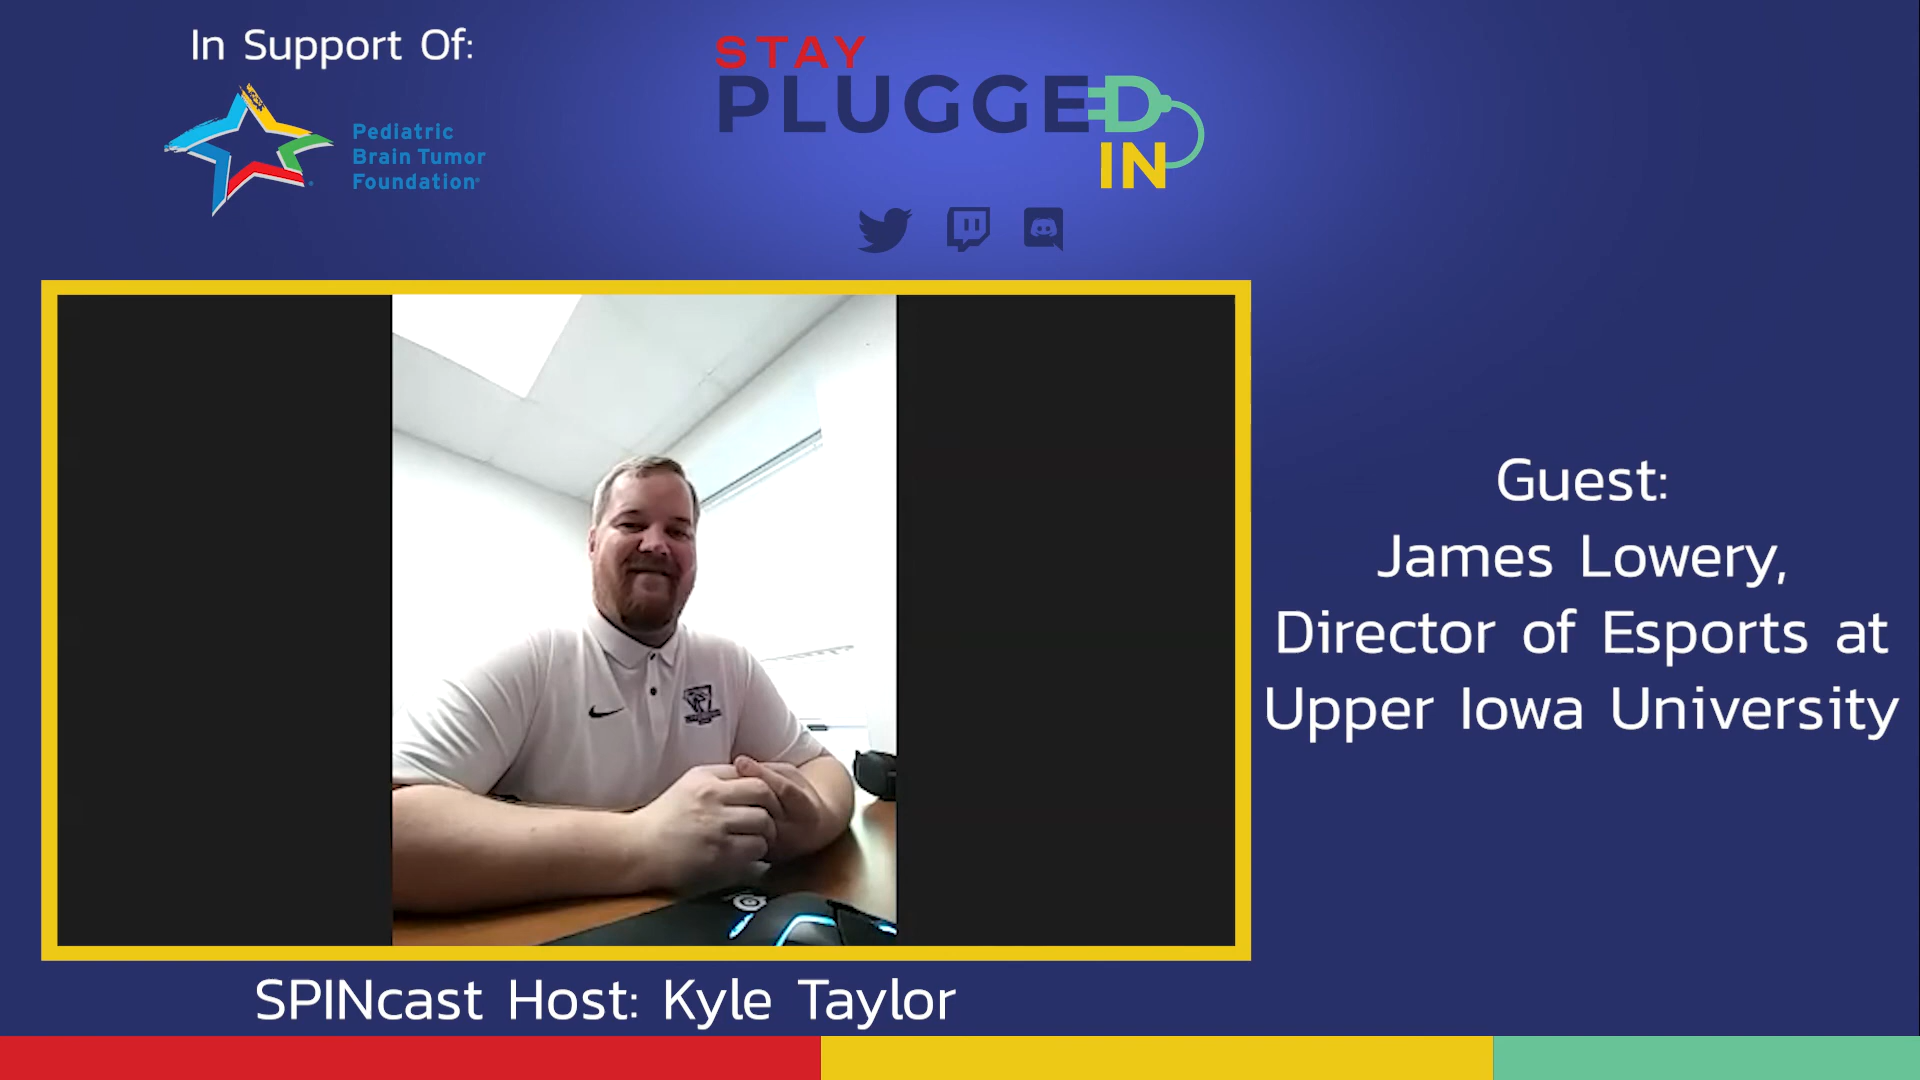 In Support Of:
Pediatric
Brain Tumor
Foundation
STAY
PLUGGED
IN
Guest:
James Lowery,
Director of Esports at
Upper Iowa University
SPINcast Host: Kyle Taylor